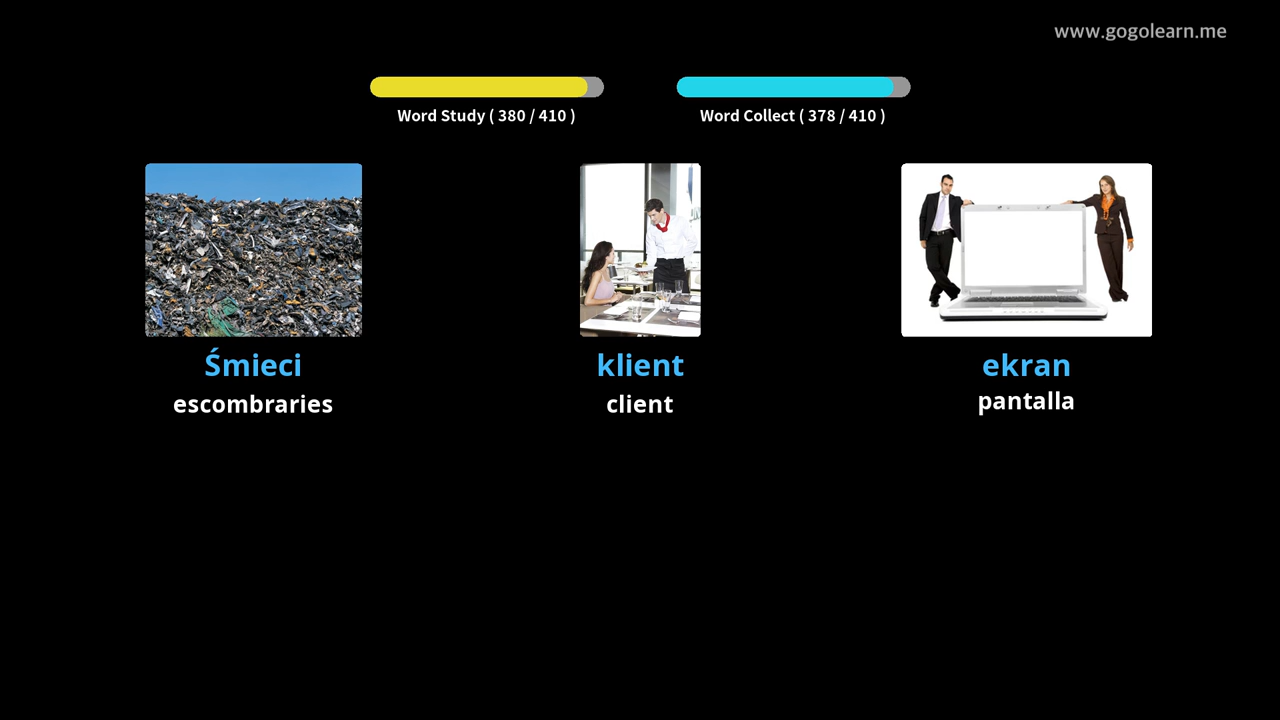 www.gogolearn.me
Word Study ( 380 / 410 )
Word Collect ( 378 / 410 )
Śmieci
klient
ekran
escombraries
client
pantalla